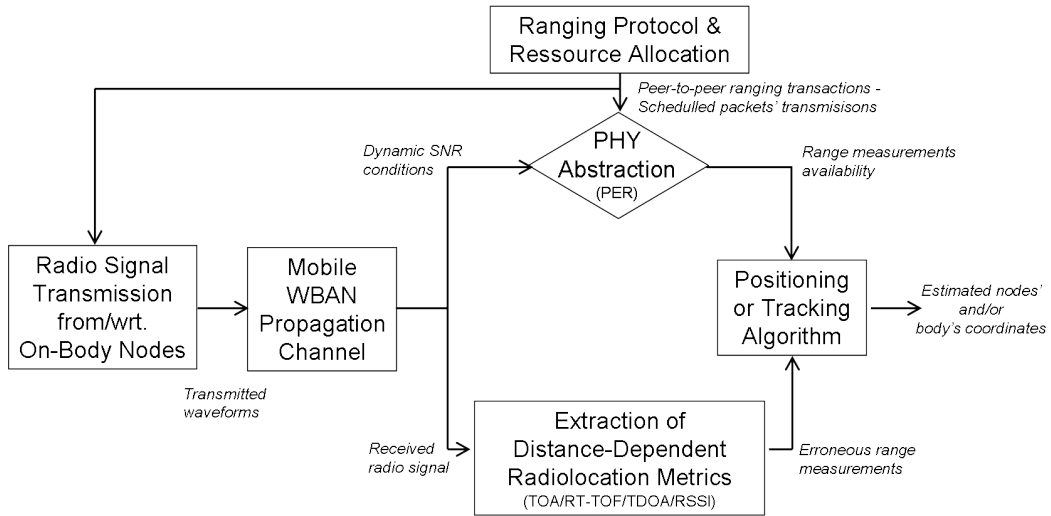 Ranging Protocol &
Ressource Allocation
Peer-to-peer ranging transactions -
Schedulled packets' transmisisons
Dynamic SNR
conditions
PHY
Abstraction
(PER)
Range measurements
availability
Radio Signal
Transmission
from/wrt.
On-Body Nodes
Mobile
WBAN
Propagation
Channel
Positioning
or Tracking
Algorithm
Estimated nodes'
and/or
body's coordinates
Transmitted
waveforms
Received
radio signal
Extraction of
Distance-Dependent
Radiolocation Metrics
(TOA/RT-TOF/TDOA/RSSI)
Erroneous range
measurements